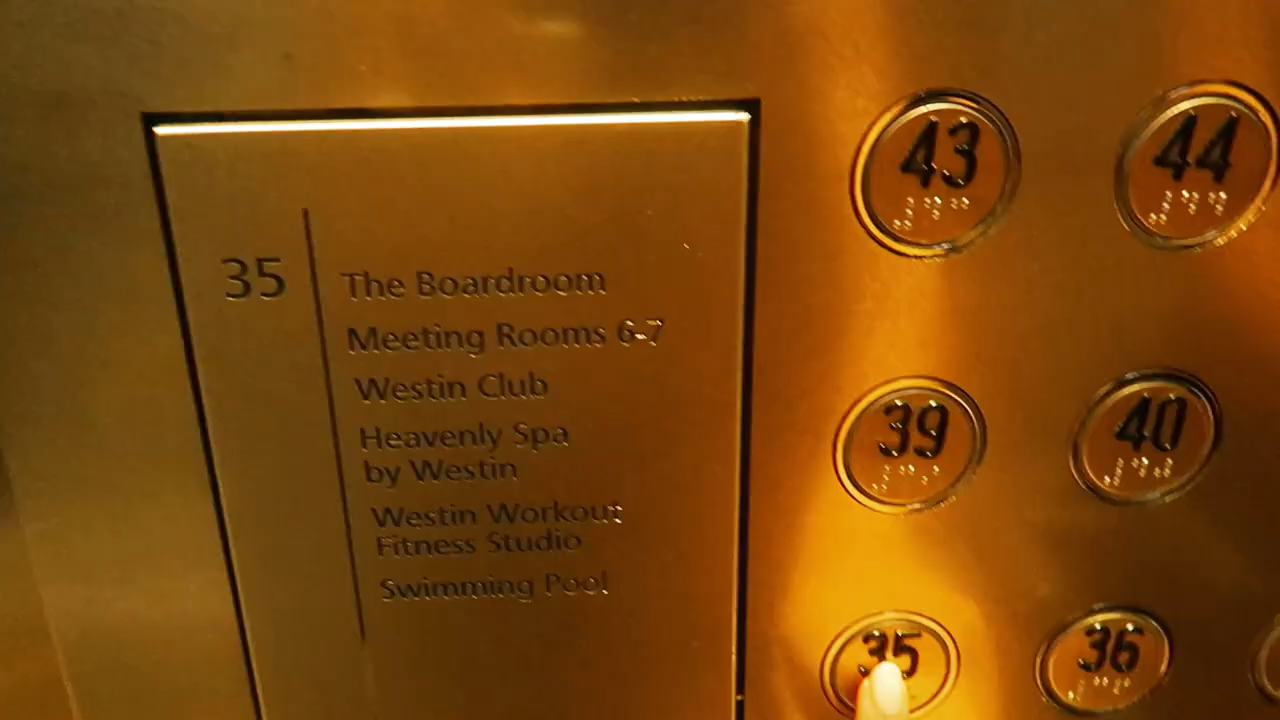 35
The Boardroom
Meeting Rooms 6-7
Westin Club
Heavenly Spa
by Westin
Westin Workout
Fitness Studio
Swimming Pool
43 44
39 40
35 36